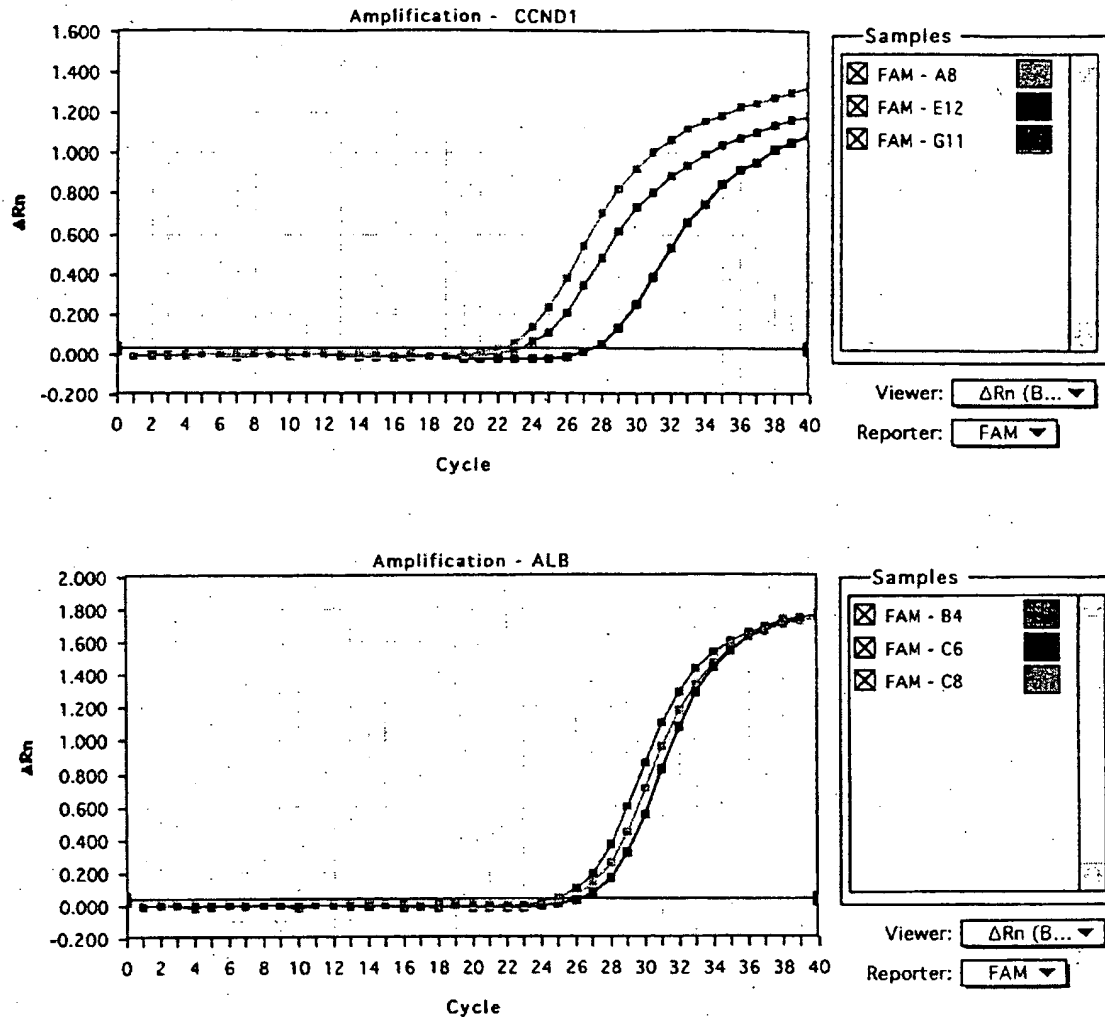 Amplification - CCND1
1.600
1.400
1.200
1.000
0.800
0.600
0.400
0.200
0.000
-0.200
ΔRn
0 2 4 6 8 10 12 14 16 18 20 22 24 26 28 30 32 34 36 38 40
Cycle
Samples
FAM - A8
FAM - E12
FAM - G11
Viewer: ΔRn (B...
Reporter: FAM
Amplification - ALB
2.000
1.800
1.600
1.400
1.200
1.000
0.800
0.600
0.400
0.200
0.000
-0.200
ΔRn
0 2 4 6 8 10 12 14 16 18 20 22 24 26 28 30 32 34 36 38 40
Cycle
Samples
FAM - B4
FAM - C6
FAM - C8
Viewer: ΔRn (B...
Reporter: FAM